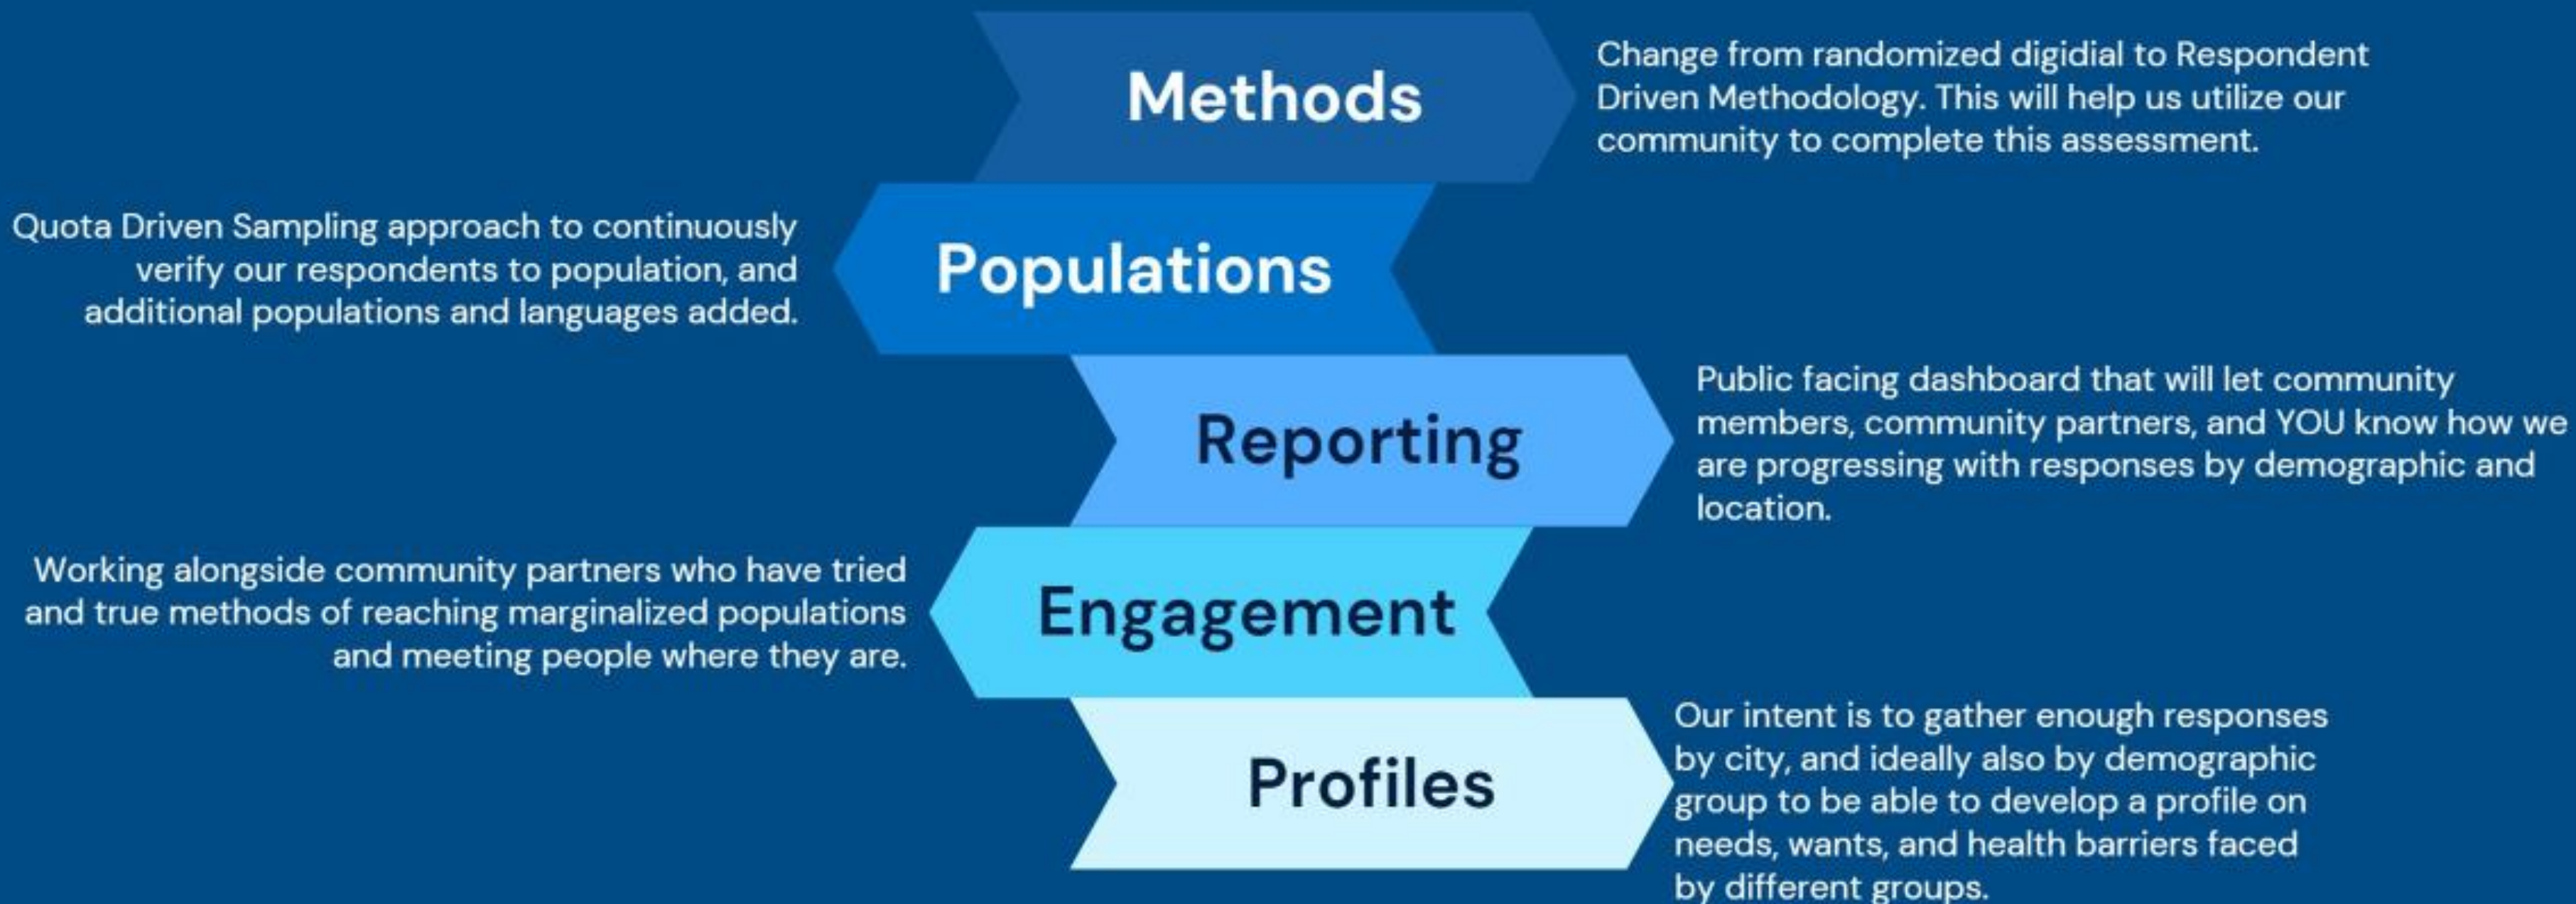 Methods
Change from randomized digidial to Respondent
Driven Methodology. This will help us utilize our
community to complete this assessment.
Quota Driven Sampling approach to continuously
verify our respondents to population, and
additional populations and languages added.
Populations
Reporting
Public facing dashboard that will let community
members, community partners, and YOU know how we
are progressing with responses by demographic and
location.
Working alongside community partners who have tried
and true methods of reaching marginalized populations
and meeting people where they are.
Engagement
Profiles
Our intent is to gather enough responses
by city, and ideally also by demographic
group to be able to develop a profile on
needs, wants, and health barriers faced
by different groups.